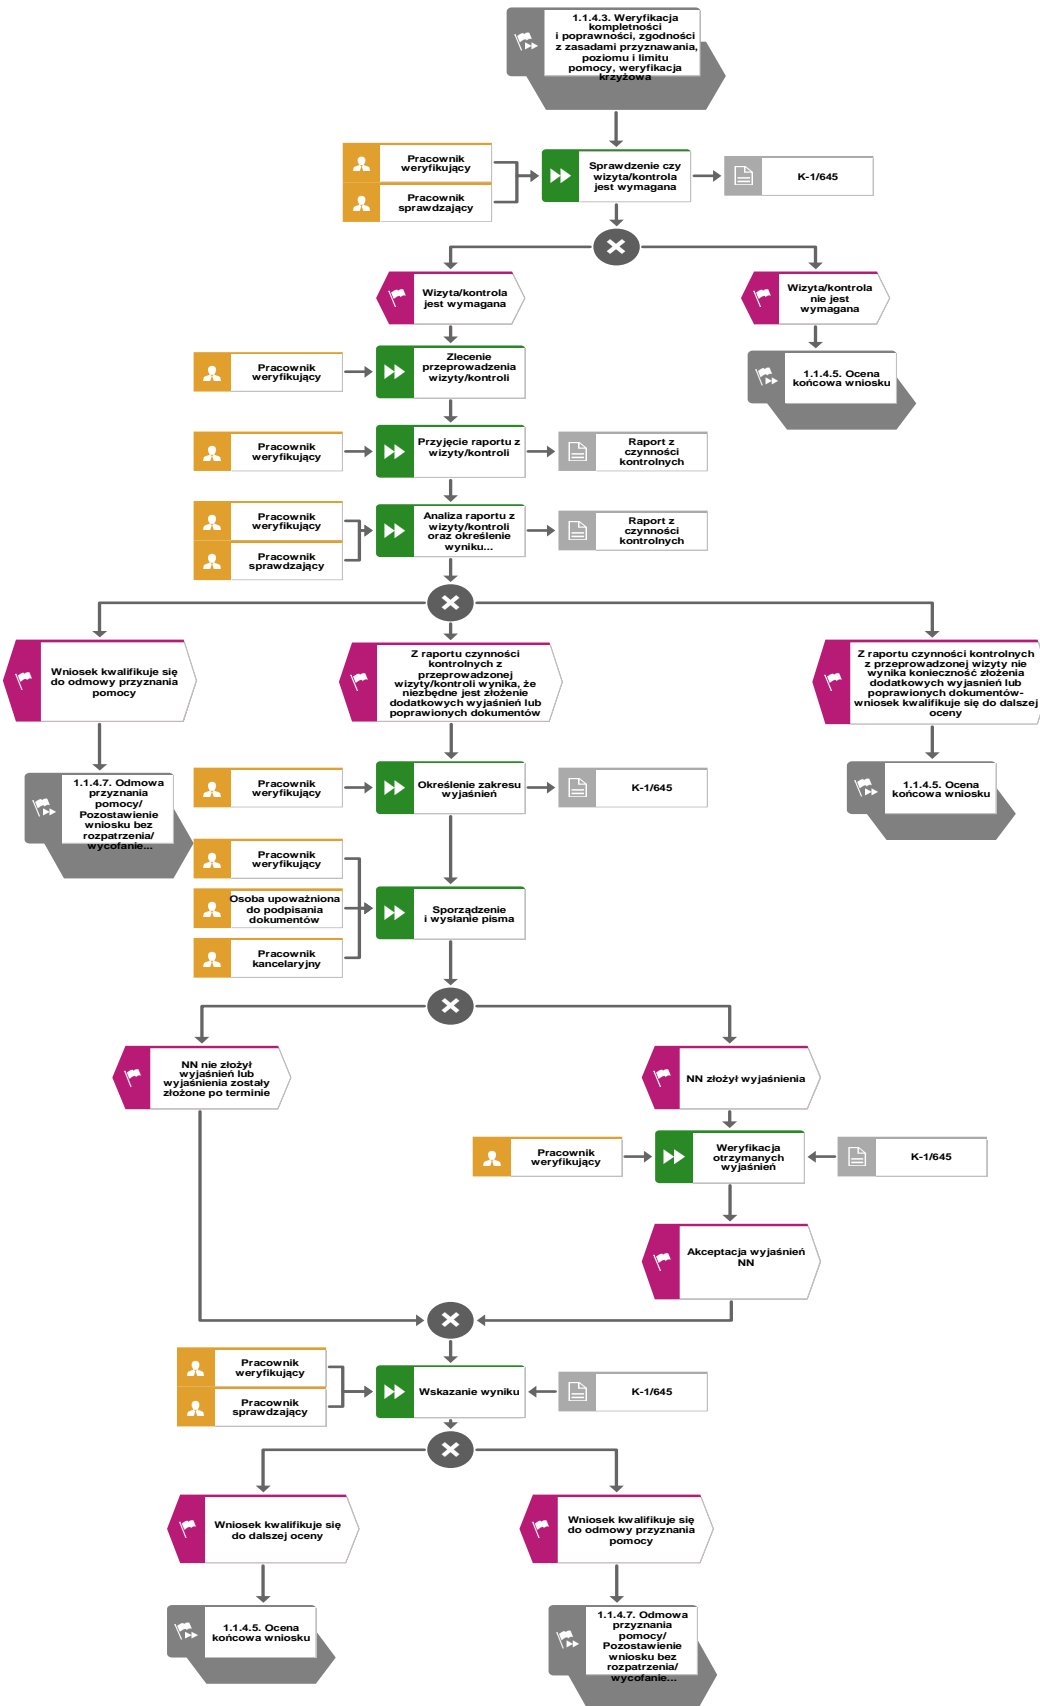 1.1.4.3. Weryfikacja
kompletności
i poprawności, zgodności
z zasadami przyznawania,
poziomu i limitu
pomocy, weryfikacja
krzyżowa
Pracownik
weryfikujący
Pracownik
sprawdzający
Sprawdzenie czy
wizyta/kontrola
jest wymagana
K-1/645
Wizyta/kontrola
jest wymagana
Wizyta/kontrola
nie jest
wymagana
Pracownik
weryfikujący
Zlecenie
przeprowadzenia
wizyty/kontroli
1.1.4.5. Ocena
końcowa wniosku
Pracownik
weryfikujący
Przyjęcie raportu z
wizyty/kontroli
Raport z
czynności
kontrolnych
Pracownik
weryfikujący
Pracownik
sprawdzający
Analiza raportu z
wizyty/kontroli
oraz określenie
wyniku...
Raport z
czynności
kontrolnych
Wniosek kwalifikuje się
do odmowy przyznania
pomocy
Z raportu czynności
kontrolnych z
przeprowadzonej
wizyty/kontroli wynika, że
niezbędne jest złożenie
dodatkowych wyjaśnień lub
poprawionych dokumentów
Z raportu czynności kontrolnych
z przeprowadzonej wizyty nie
wynika konieczność złożenia
dodatkowych wyjasnień lub
poprawionych dokumentów-
wniosek kwalifikuje się do dalszej
oceny
1.1.4.7. Odmowa
przyznania
pomocy/
Pozostawienie
wniosku bez
rozpatrzenia/
wycofanie...
Pracownik
weryfikujący
Określenie zakresu
wyjaśnień
K-1/645
1.1.4.5. Ocena
końcowa wniosku
Pracownik
weryfikujący
Osoba upoważniona
do podpisania
dokumentów
Pracownik
kancelaryjny
Sporządzenie
i wysłanie pisma
NN nie złożył
wyjaśnień lub
wyjaśnienia zostały
złożone po terminie
NN złożył wyjaśnienia
Pracownik
weryfikujący
Weryfikacja
otrzymanych
wyjaśnień
K-1/645
Akceptacja wyjaśnień
NN
Pracownik
weryfikujący
Pracownik
sprawdzający
Wskazanie wyniku
K-1/645
Wniosek kwalifikuje się
do dalszej oceny
Wniosek kwalifikuje się
do odmowy przyznania
pomocy
1.1.4.5. Ocena
końcowa wniosku
1.1.4.7. Odmowa
przyznania
pomocy/
Pozostawienie
wniosku bez
rozpatrzenia/
wycofanie...